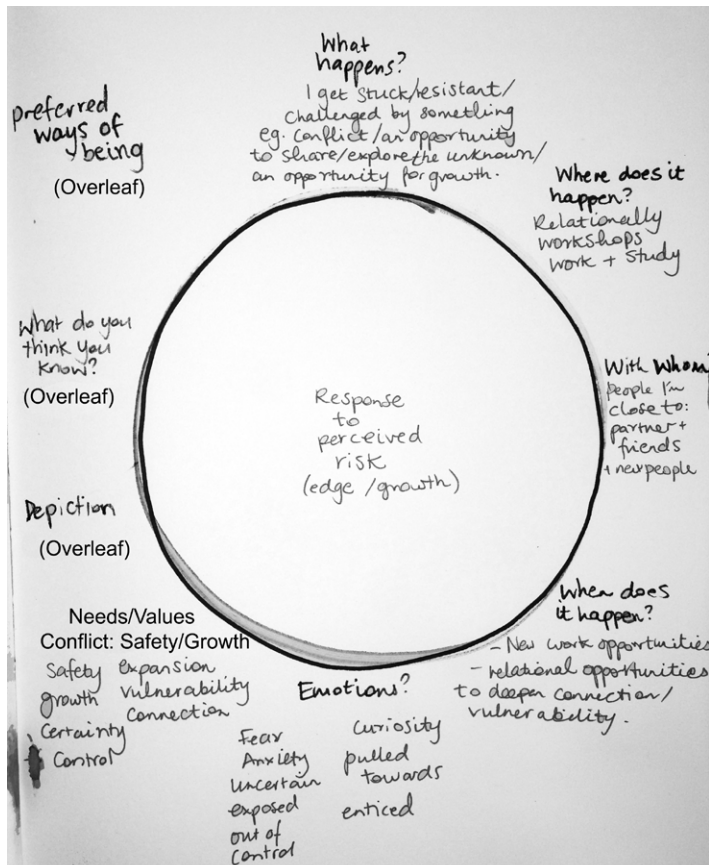 What
happens?
I get stuck/resistant/
challenged by something
eg. conflict/an opportunity
to share/explore the unknown/
an opportunity for growth.
Where does it
happen?
Relationally
workshops
work + study
With whom
people I'm
close to:
partner +
friends
+ new people
When does
it happen?
- New work opportunities
- relational opportunities
to deeper connection/
vulnerability.
Emotions?
Fear
Anxiety
uncertain
exposed
out of
control
curiosity
pulled
towards
enticed
Needs/Values
Conflict: Safety/Growth
Safety
growth
certainty
control
expansion
vulnerability
connection
Depiction
(Overleaf)
What do you
think you
know?
(Overleaf)
preferred
ways of
being
(Overleaf)
Response
to
perceived
risk
(edge/growth)